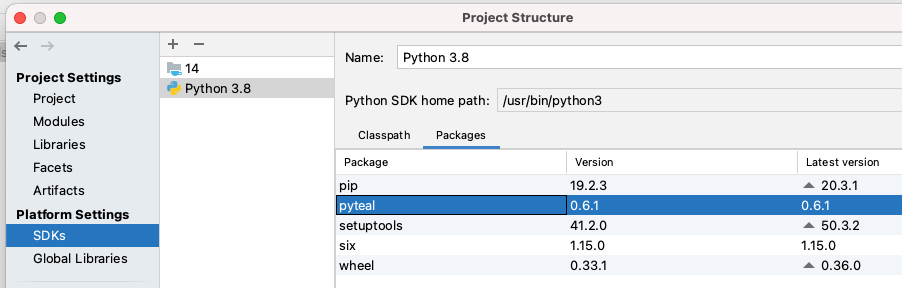 Project Structure
Project Settings
Project
Modules
Libraries
Facets
Artifacts
Platform Settings
SDKs
Global Libraries
14
Python 3.8
Name: Python 3.8
Python SDK home path: /usr/bin/python3
Classpath Packages
Package Version Latest version
pip 19.2.3 20.3.1
pyteal 0.6.1 0.6.1
setuptools 41.2.0 50.3.2
six 1.15.0 1.15.0
wheel 0.33.1 0.36.0